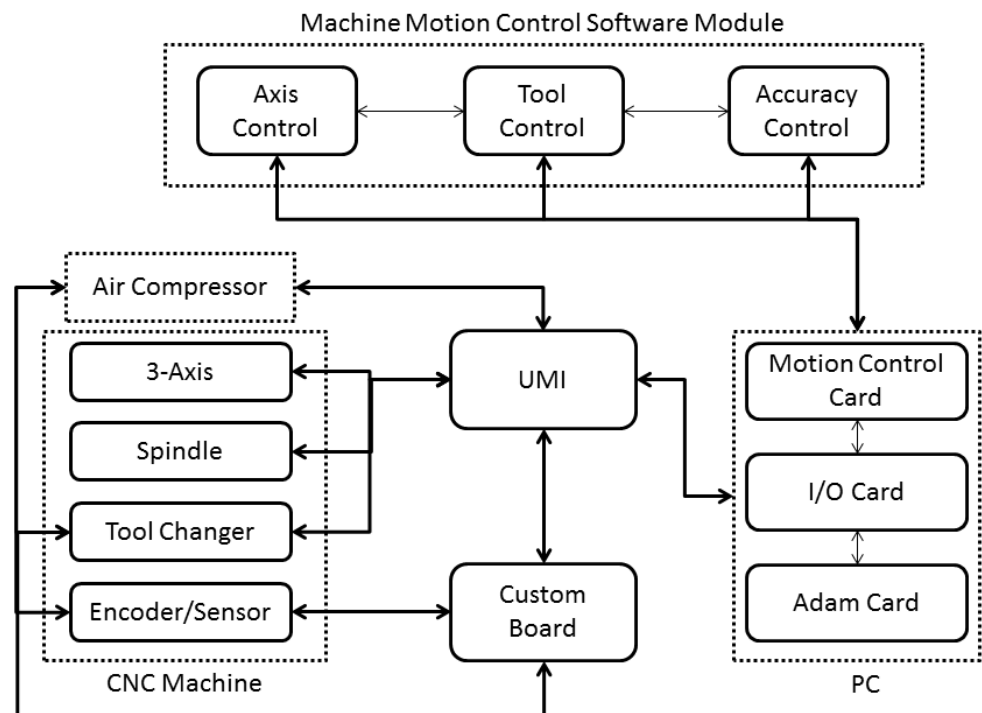 Machine Motion Control Software Module
Axis
Control
Tool
Control
Accuracy
Control
Air Compressor
3-Axis
Spindle
Tool Changer
Encoder/Sensor
CNC Machine
UMI
Custom
Board
Motion Control
Card
I/O Card
Adam Card
PC